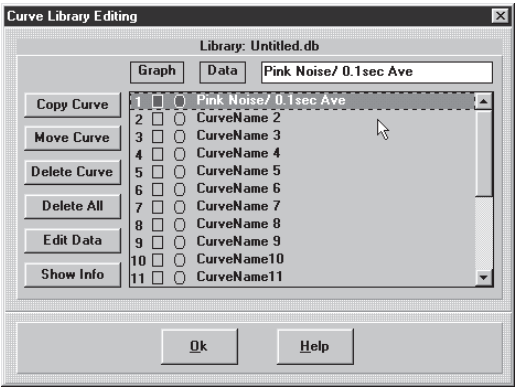 Curve Library Editing
Library: Untitled.db
Graph Data Pink Noise/ 0.1sec Ave
Copy Curve
Move Curve
Delete Curve
Delete All
Edit Data
Show Info
1 Pink Noise/ 0.1sec Ave
2 CurveName 2
3 CurveName 3
4 CurveName 4
5 CurveName 5
6 CurveName 6
7 CurveName 7
8 CurveName 8
9 CurveName 9
10 CurveName10
11 CurveName11
Ok Help